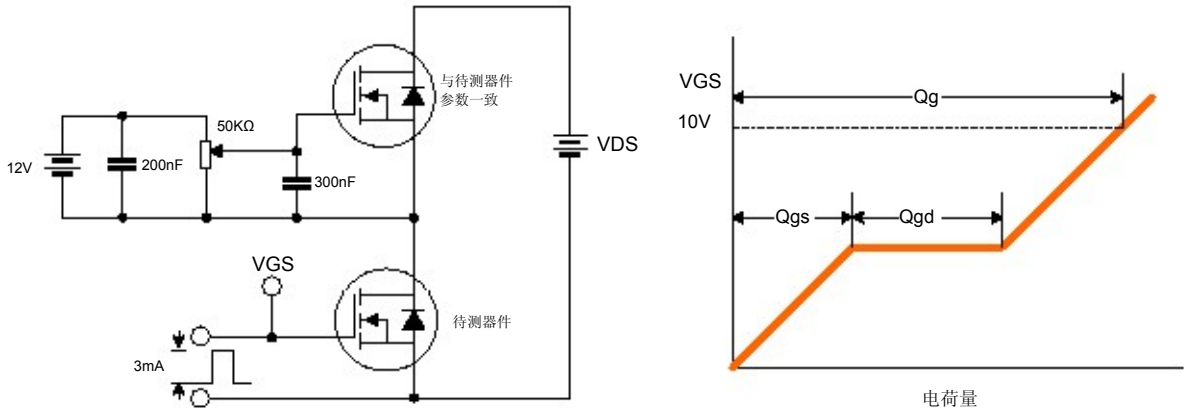 与待测器件
参数一致
50KΩ
12V
200nF
300nF
VDS
VGS
待测器件
3mA
VGS
Qg
10V
Qgs
Qgd
电荷量